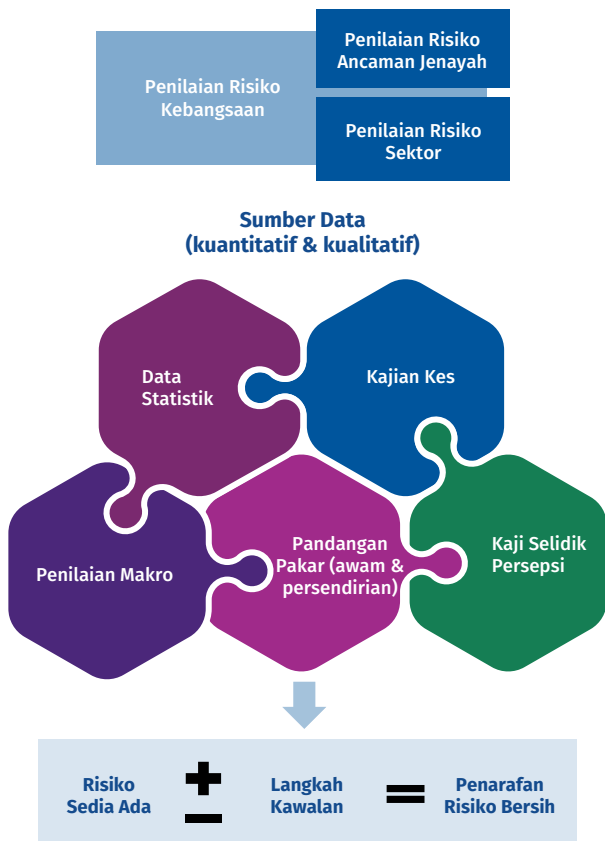 Penilaian Risiko
Kebangsaan
Penilaian Risiko
Ancaman Jenayah
Penilaian Risiko
Sektor
Sumber Data
(kuantitatif & kualitatif)
Data
Statistik
Kajian Kes
Penilaian Makro
Pandangan
Pakar (awam &
persendirian)
Kaji Selidik
Persepsi
Risiko
Sedia Ada
±
Langkah
Kawalan
=
Penarafan
Risiko Bersih